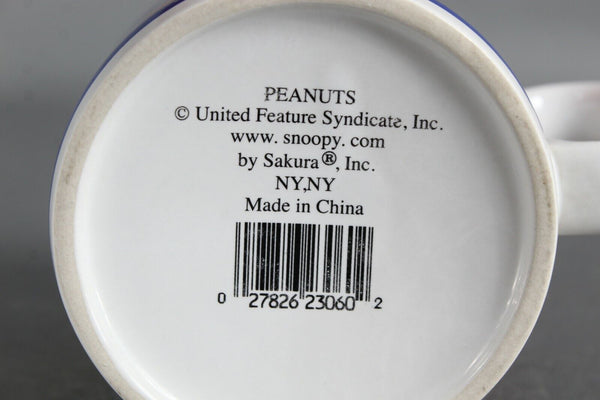 PEANUTS
© United Feature Syndicate, Inc.
www. snoopy. com
by Sakura®, Inc.
NY,NY
Made in China
0 27826 23060 2